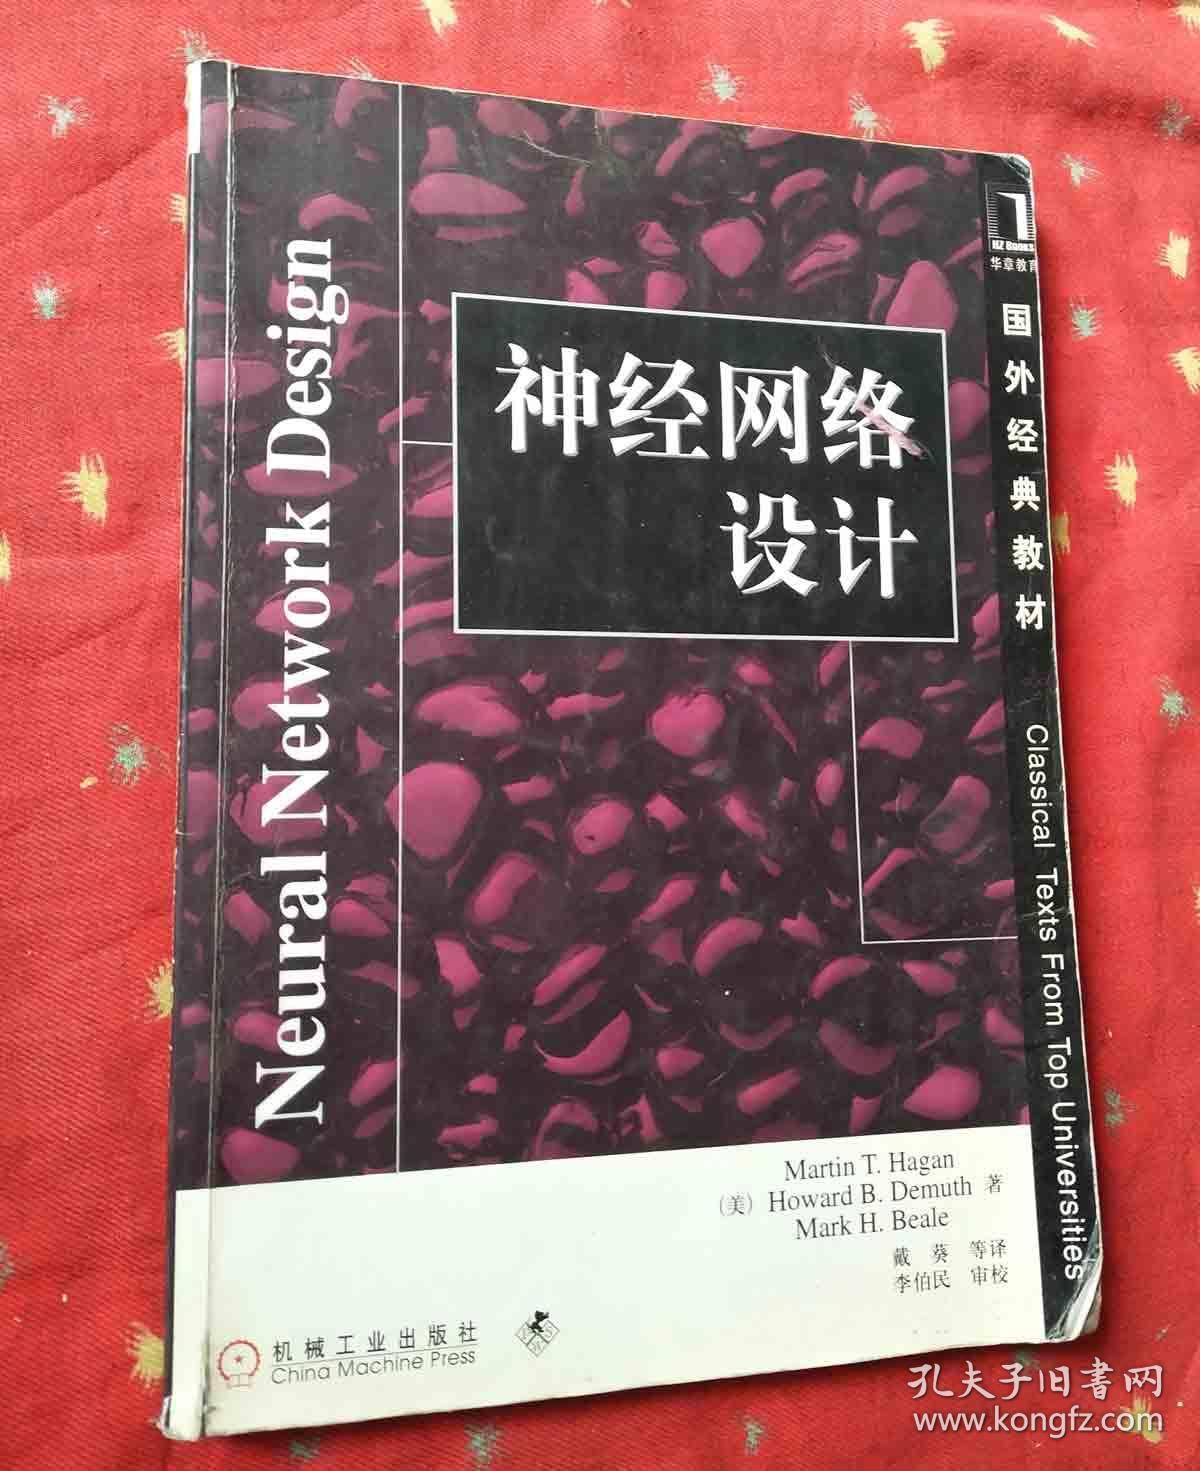 Neural Network Design
神经网络
设计
HZ Books
华章教育
国外经典教材
Classical Texts From Top Universities
Martin T. Hagan
(美) Howard B. Demuth 著
Mark H. Beale
戴 葵 等译
李伯民 审校
机械工业出版社
China Machine Press
孔夫子旧书网
www.kongfz.com